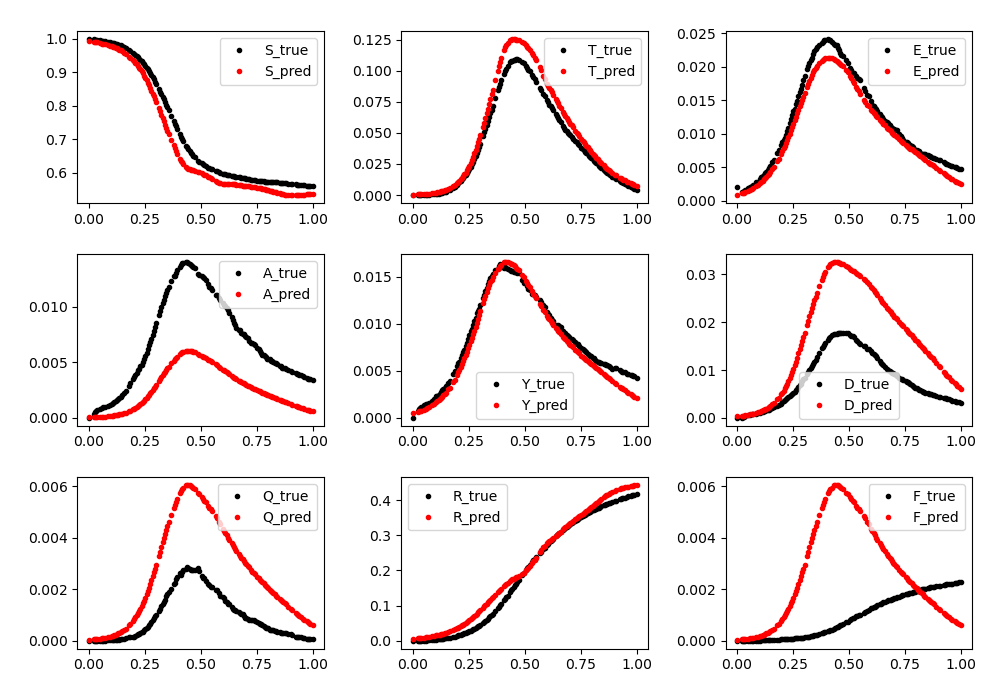 1.0
0.9
0.8
0.7
0.6
0.00 0.25 0.50 0.75 1.00
S_true
S_pred
0.125
0.100
0.075
0.050
0.025
0.000
0.00 0.25 0.50 0.75 1.00
T_true
T_pred
0.025
0.020
0.015
0.010
0.005
0.000
0.00 0.25 0.50 0.75 1.00
E_true
E_pred
0.010
0.005
0.000
0.00 0.25 0.50 0.75 1.00
A_true
A_pred
0.015
0.010
0.005
0.000
0.00 0.25 0.50 0.75 1.00
Y_true
Y_pred
0.03
0.02
0.01
0.00
0.00 0.25 0.50 0.75 1.00
D_true
D_pred
0.006
0.004
0.002
0.000
0.00 0.25 0.50 0.75 1.00
Q_true
Q_pred
0.4
0.3
0.2
0.1
0.0
0.00 0.25 0.50 0.75 1.00
R_true
R_pred
0.006
0.004
0.002
0.000
0.00 0.25 0.50 0.75 1.00
F_true
F_pred